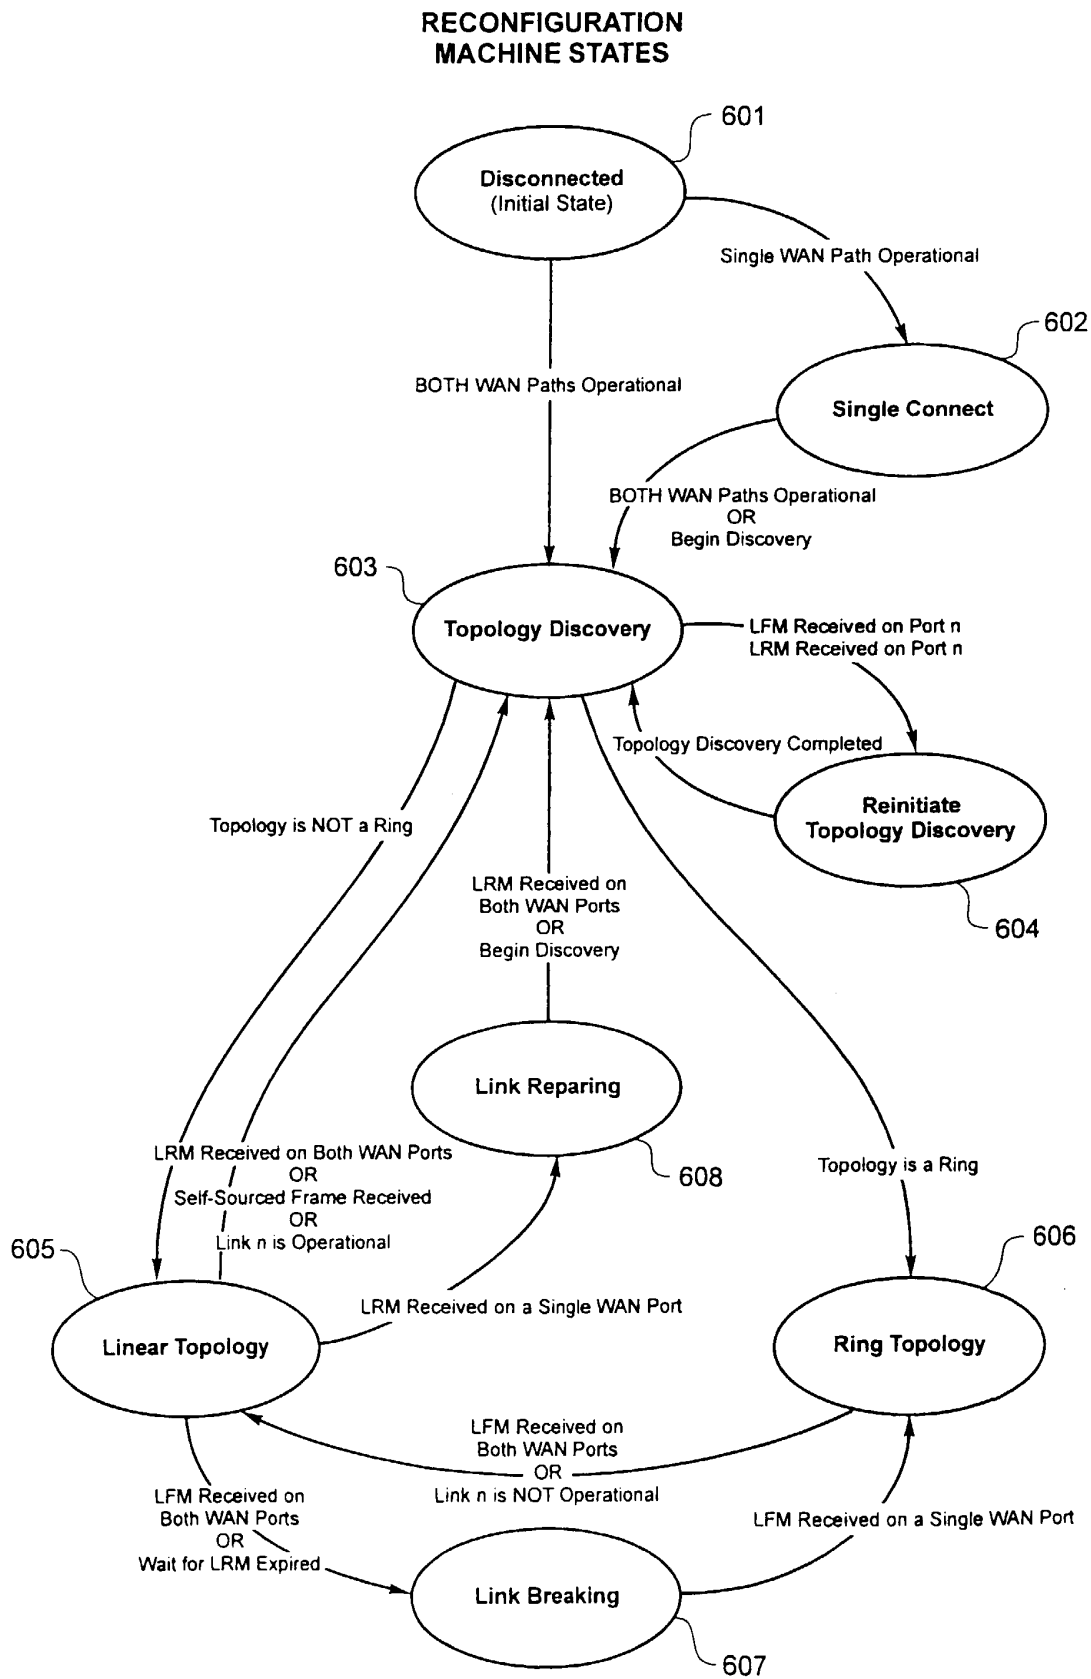 RECONFIGURATION
MACHINE STATES
601
Disconnected
(Initial State)
Single WAN Path Operational
602
Single Connect
BOTH WAN Paths Operational
BOTH WAN Paths Operational
OR
Begin Discovery
603
Topology Discovery
LFM Received on Port n
LRM Received on Port n
Topology Discovery Completed
Reinitiate
Topology Discovery
604
Topology is NOT a Ring
LRM Received on
Both WAN Ports
OR
Begin Discovery
Link Reparing
608
Topology is a Ring
LRM Received on Both WAN Ports
OR
Self-Sourced Frame Received
OR
Link n is Operational
605
606
LRM Received on a Single WAN Port
Linear Topology
Ring Topology
LFM Received on
Both WAN Ports
OR
Link n is NOT Operational
LFM Received on
Both WAN Ports
OR
Wait for LRM Expired
LFM Received on a Single WAN Port
Link Breaking
607